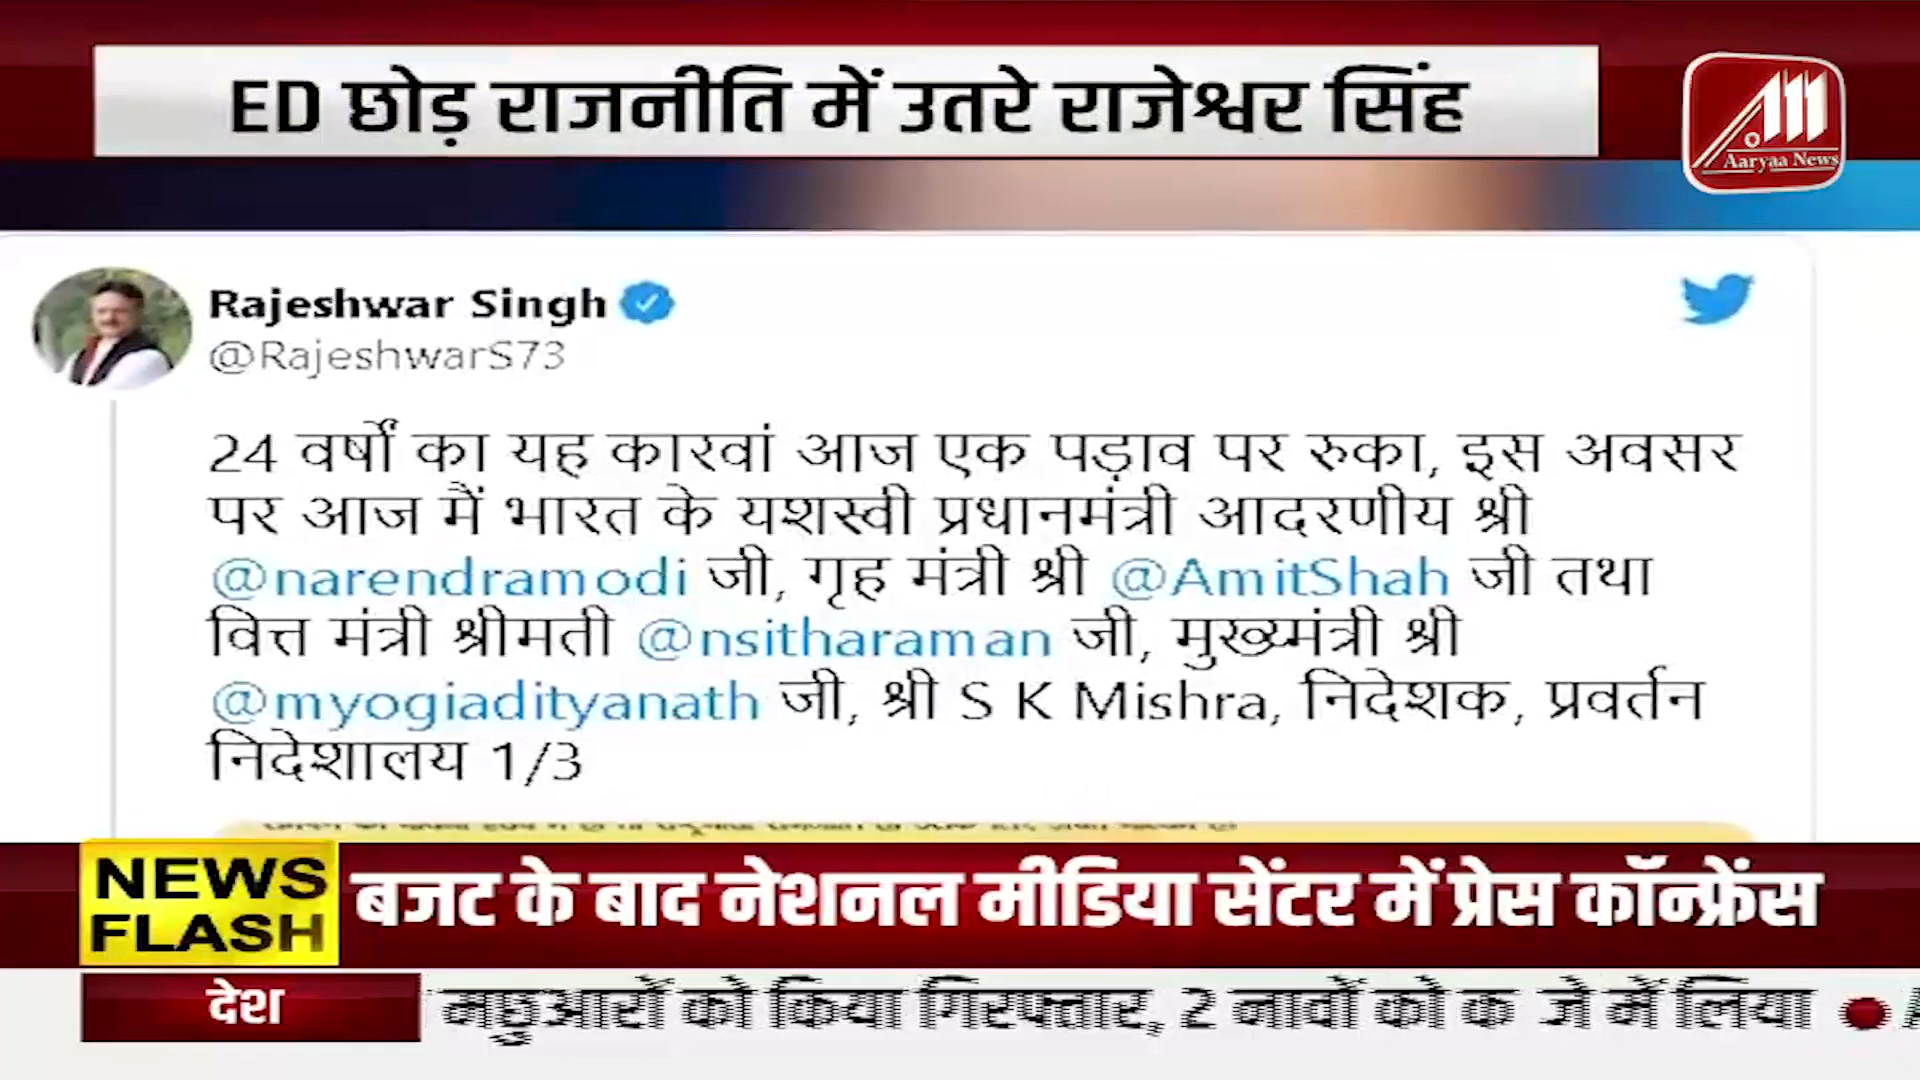 ED छोड़ राजनीति में उतरे राजेश्वर सिंह
Aaryaa News
Rajeshwar Singh
@RajeshwarS73
24 वर्षों का यह कारवां आज एक पड़ाव पर रुका, इस अवसर
पर आज मैं भारत के यशस्वी प्रधानमंत्री आदरणीय श्री
@narendramodi जी, गृह मंत्री श्री @AmitShah जी तथा
वित्त मंत्री श्रीमती @nsitharaman जी, मुख्य्मंत्री श्री
@myogiadityanath जी, श्री S K Mishra, निदेशक, प्रवर्तन
निदेशालय 1/3
NEWS
FLASH
बजट के बाद नेशनल मीडिया सेंटर में प्रेस कॉन्फ्रेंस
देश
मछुआरों को किया गिरफ्तार, 2 नावों को में लिया